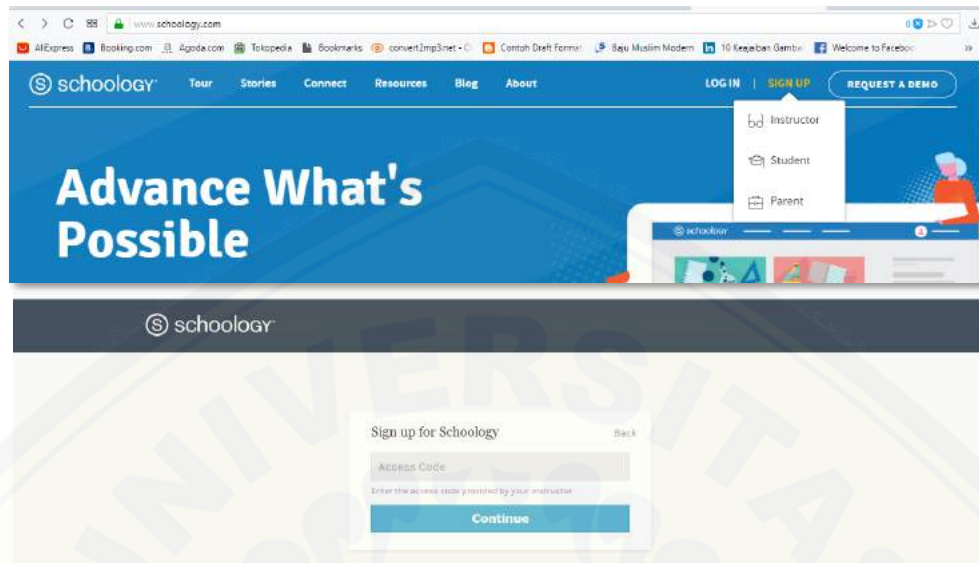 www.schoology.com
AliExpress Booking.com Agoda.com Tokopedia Bookmarks convert2mp3.net - Contoh Draft Format Baju Muslim Modern 10 Keajaiban Gamba Welcome to Faceboo
schoology Tour Stories Connect Resources Blog About LOG IN | SIGN UP REQUEST A DEMO
Instructor
Student
Parent
Advance What's
Possible
schoology
schoology
Sign up for Schoology Back
Access Code
Enter the access code provided by your instructor
Continue
UNIVERSITA